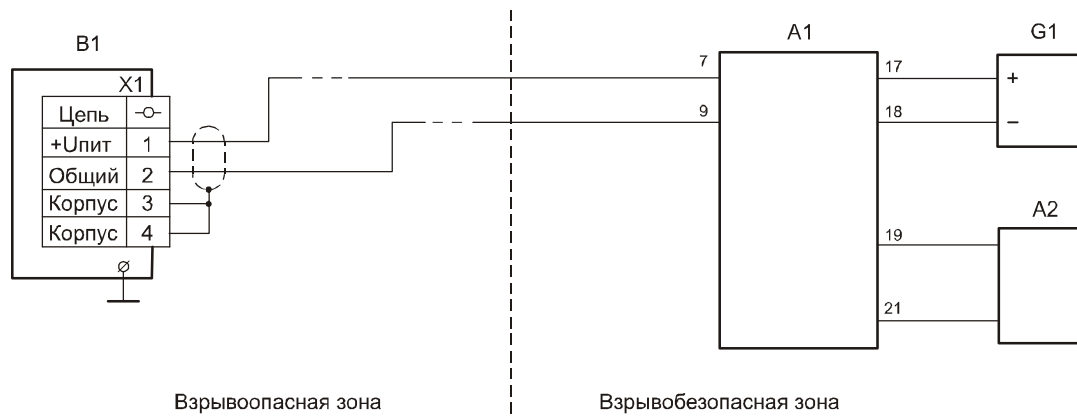 B1
A1
G1
X1
Цепь
+Uпит 1
Общий 2
Корпус 3
Корпус 4
7
9
17
18
+
−
A2
19
21
Взрывоопасная зона
Взрывобезопасная зона